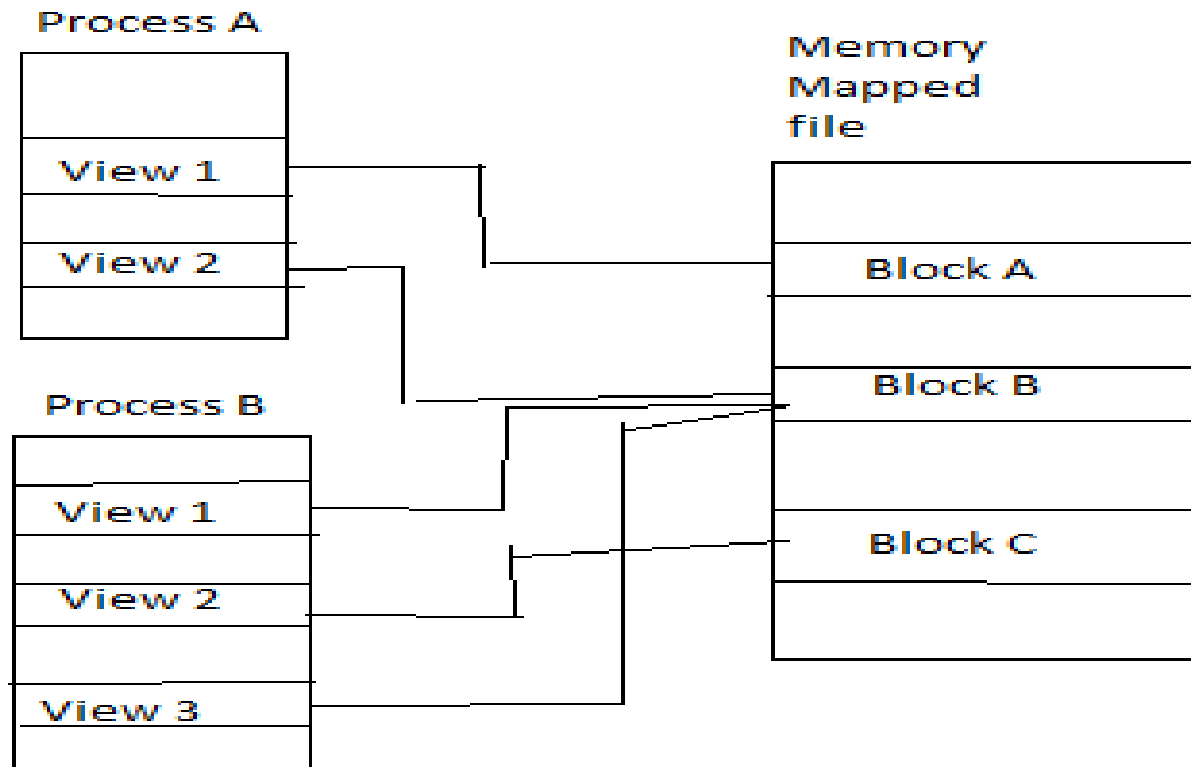 Process A
View 1
View 2
Process B
View 1
View 2
View 3
Memory
Mapped
file
Block A
Block B
Block C